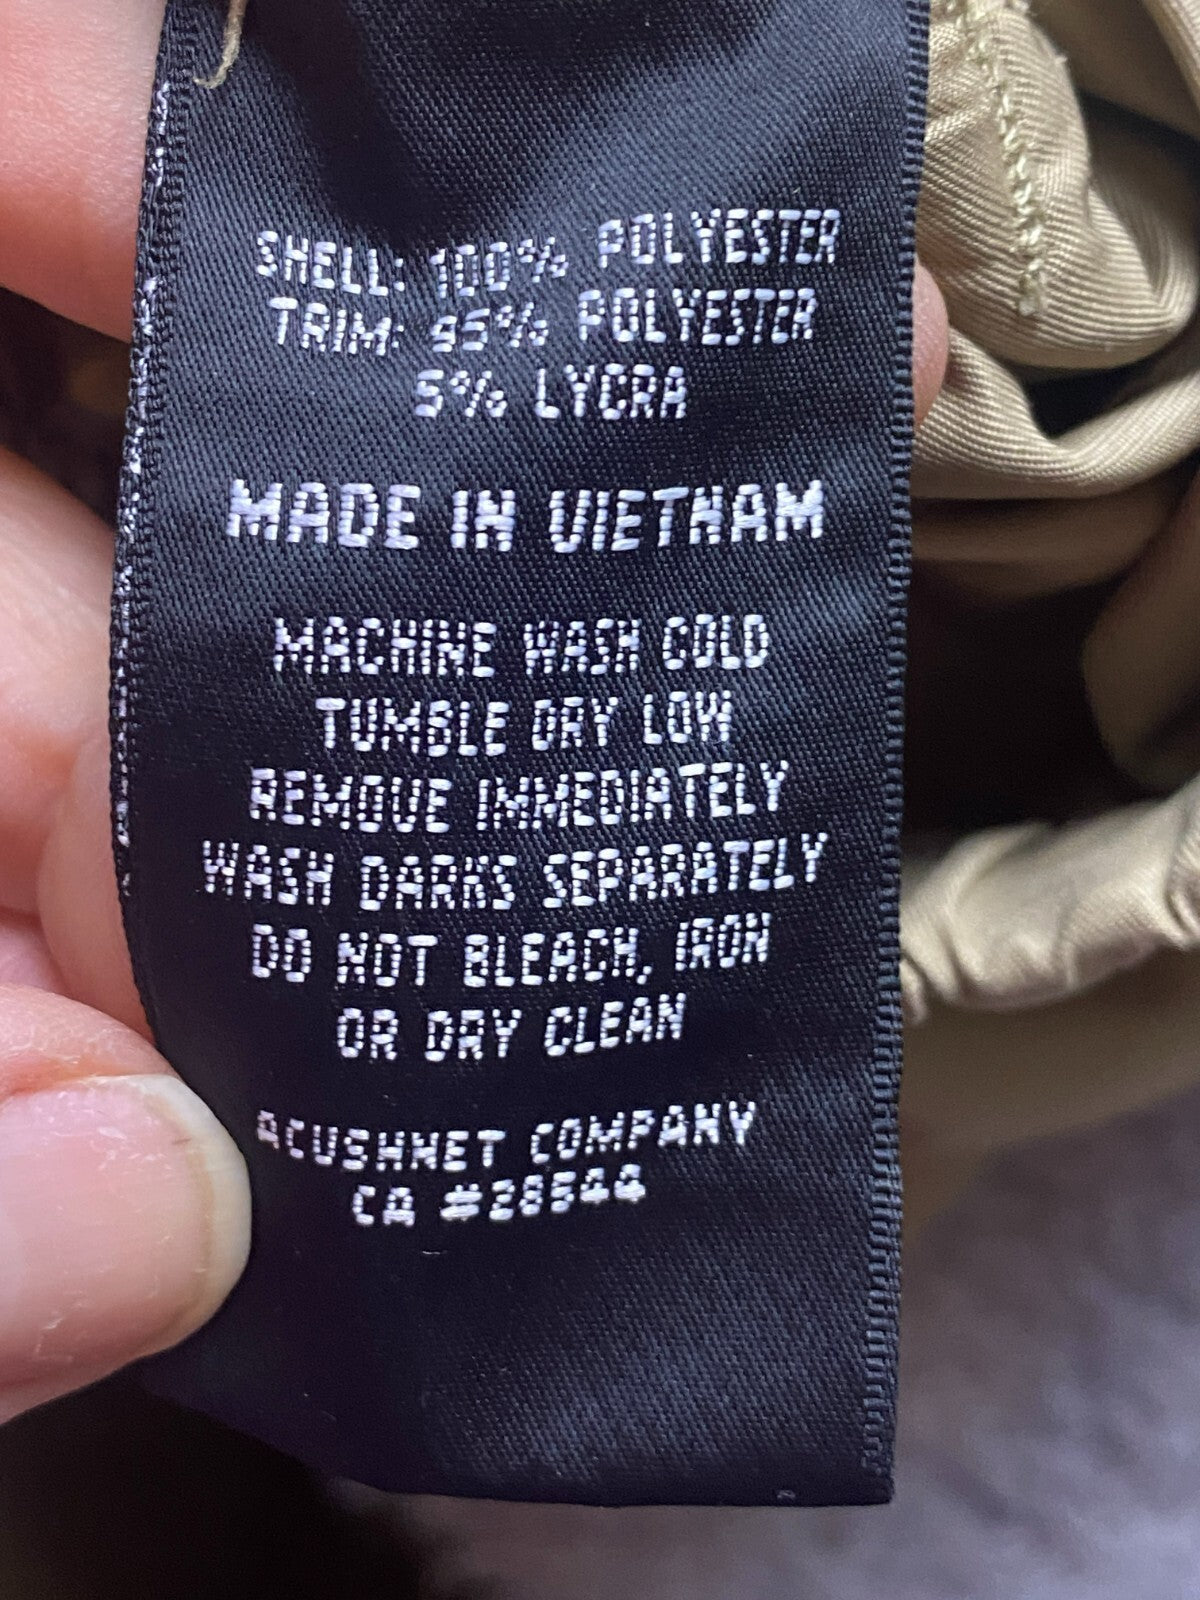 SHELL: 100% POLYESTER
TRIM: 95% POLYESTER
5% LYCRA
MADE IN VIETNAM
MACHINE WASH COLD
TUMBLE DRY LOW
REMOVE IMMEDIATELY
WASH DARKS SEPARATELY
DO NOT BLEACH, IRON
OR DRY CLEAN
ACUSHNET COMPANY
CA #28544